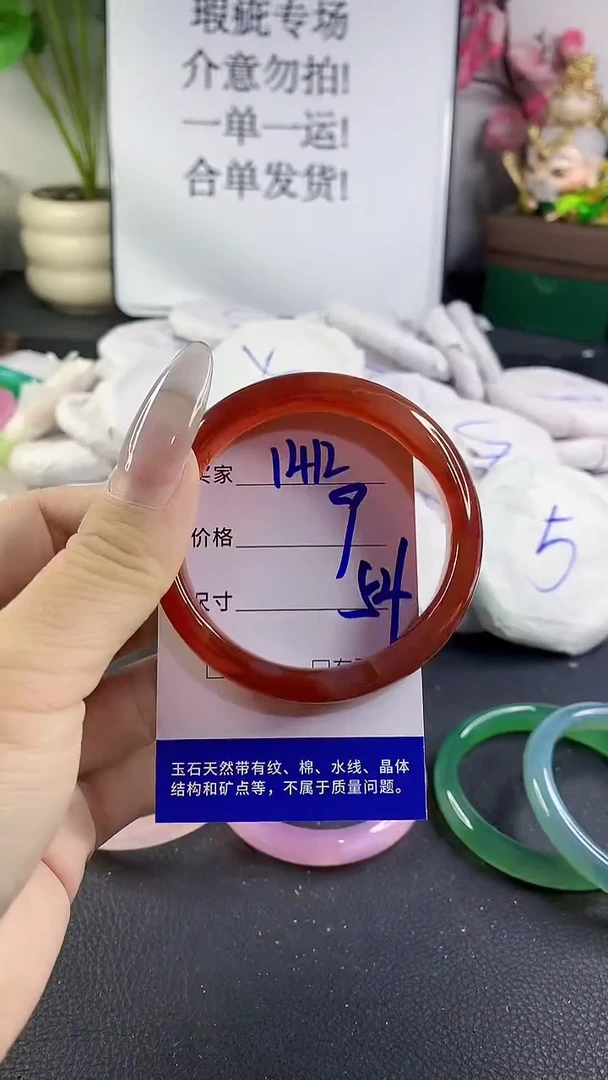 瑕疵专场
介意勿拍!
一单一运!
合单发货!
买家 1412
价格 9
尺寸 54
玉石天然带有纹、棉、水线、晶体
结构和矿点等，不属于质量问题。
5